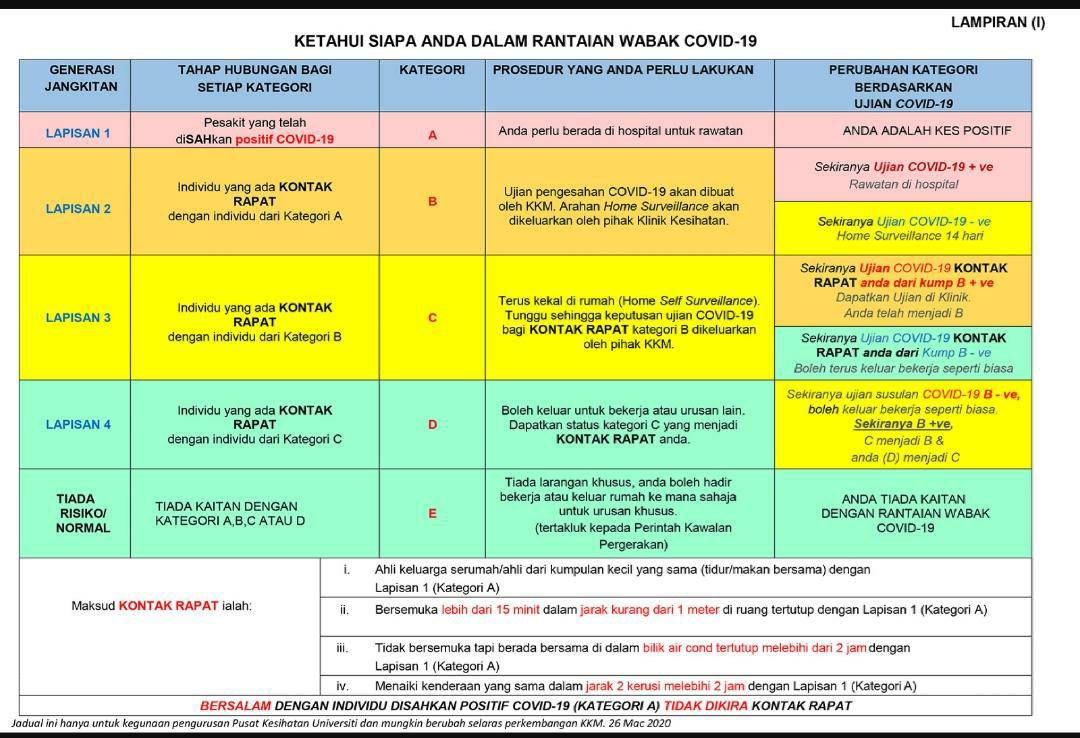 LAMPIRAN (I)
KETAHUI SIAPA ANDA DALAM RANTAIAN WABAK COVID-19
GENERASI
JANGKITAN
TAHAP HUBUNGAN BAGI
SETIAP KATEGORI
KATEGORI
PROSEDUR YANG ANDA PERLU LAKUKAN
PERUBAHAN KATEGORI
BERDASARKAN
UJIAN COVID-19
LAPISAN 1
Pesakit yang telah
diSAHkan positif COVID-19
A
Anda perlu berada di hospital untuk rawatan
ANDA ADALAH KES POSITIF
LAPISAN 2
Individu yang ada KONTAK
RAPAT
dengan individu dari Kategori A
B
Ujian pengesahan COVID-19 akan dibuat
oleh KKM. Arahan Home Surveillance akan
dikeluarkan oleh pihak Klinik Kesihatan.
Sekiranya Ujian COVID-19 + ve
Rawatan di hospital
Sekiranya Ujian COVID-19 - ve
Home Surveillance 14 hari
LAPISAN 3
Individu yang ada KONTAK
RAPAT
dengan individu dari Kategori B
C
Terus kekal di rumah (Home Self Surveillance).
Tunggu sehingga keputusan ujian COVID-19
bagi KONTAK RAPAT kategori B dikeluarkan
oleh pihak KKM.
Sekiranya Ujian COVID-19 KONTAK
RAPAT anda dari kump B + ve
Dapatkan Ujian di Klinik.
Anda telah menjadi B
Sekiranya Ujian COVID-19 KONTAK
RAPAT anda dari Kump B - ve
Boleh terus keluar bekerja seperti biasa
LAPISAN 4
Individu yang ada KONTAK
RAPAT
dengan individu dari Kategori C
D
Boleh keluar untuk bekerja atau urusan lain.
Dapatkan status kategori C yang menjadi
KONTAK RAPAT anda.
Sekiranya ujian susulan COVID-19 B - ve,
boleh keluar bekerja seperti biasa.
Sekiranya B +ve,
C menjadi B &
anda (D) menjadi C
TIADA
RISIKO/
NORMAL
TIADA KAITAN DENGAN
KATEGORI A,B,C ATAU D
E
Tiada larangan khusus, anda boleh hadir
bekerja atau keluar rumah ke mana sahaja
untuk urusan khusus.
(tertakluk kepada Perintah Kawalan
Pergerakan)
ANDA TIADA KAITAN
DENGAN RANTAIAN WABAK
COVID-19
Maksud KONTAK RAPAT ialah:
i. Ahli keluarga serumah/ahli dari kumpulan kecil yang sama (tidur/makan bersama) dengan
Lapisan 1 (Kategori A)
ii. Bersemuka lebih dari 15 minit dalam jarak kurang dari 1 meter di ruang tertutup dengan Lapisan 1 (Kategori A)
iii. Tidak bersemuka tapi berada bersama di dalam bilik air cond tertutup melebihi dari 2 jam dengan
Lapisan 1 (Kategori A)
iv. Menaiki kenderaan yang sama dalam jarak 2 kerusi melebihi 2 jam dengan Lapisan 1 (Kategori A)
BERSALAM DENGAN INDIVIDU DISAHKAN POSITIF COVID-19 (KATEGORI A) TIDAK DIKIRA KONTAK RAPAT
Jadual ini hanya untuk kegunaan pengurusan Pusat Kesihatan Universiti dan mungkin berubah selaras perkembangan KKM. 26 Mac 2020